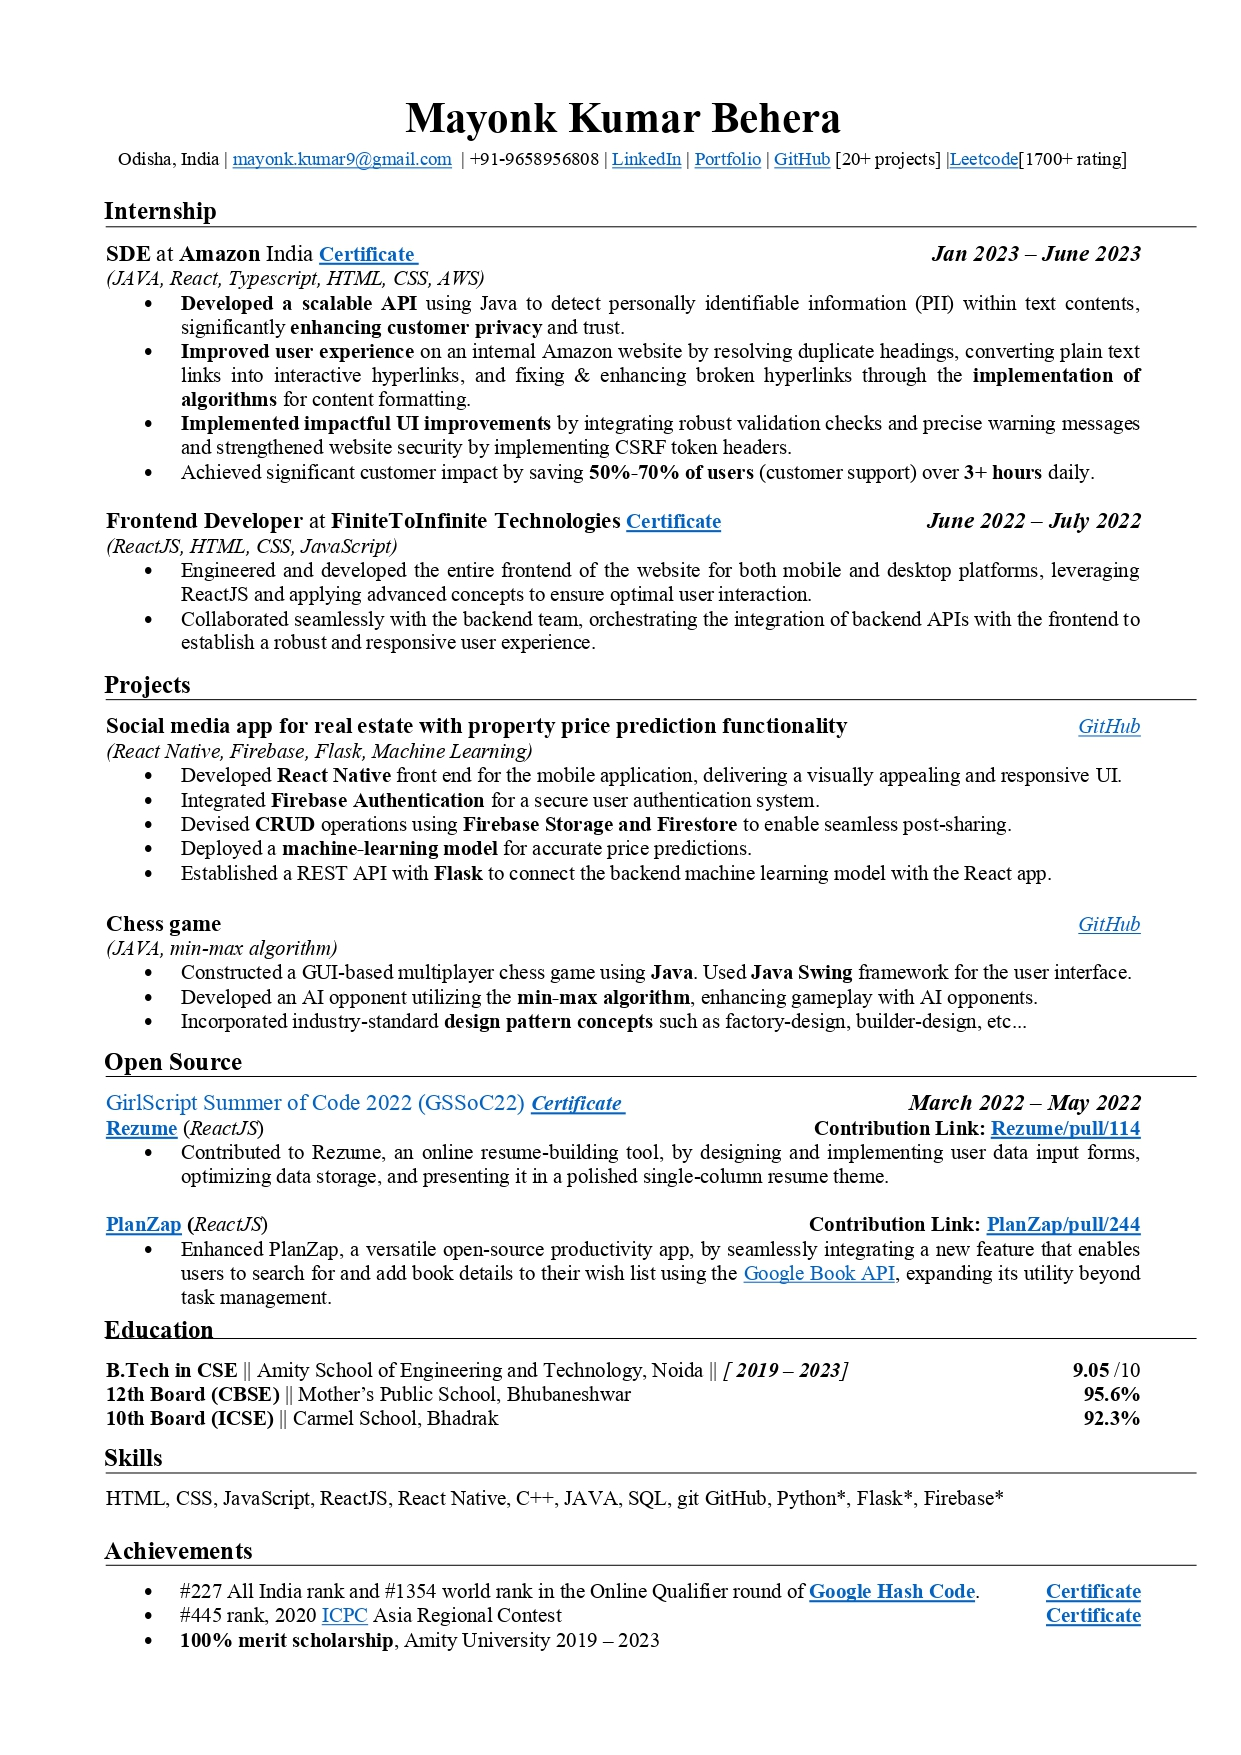 Mayonk Kumar Behera
Odisha, India | mayonk.kumar9@gmail.com | +91-9658956808 | LinkedIn | Portfolio | GitHub [20+ projects] |Leetcode[1700+ rating]
Internship
SDE at Amazon India Certificate Jan 2023 – June 2023
(JAVA, React, Typescript, HTML, CSS, AWS)
• Developed a scalable API using Java to detect personally identifiable information (PII) within text contents,
significantly enhancing customer privacy and trust.
• Improved user experience on an internal Amazon website by resolving duplicate headings, converting plain text
links into interactive hyperlinks, and fixing & enhancing broken hyperlinks through the implementation of
algorithms for content formatting.
• Implemented impactful UI improvements by integrating robust validation checks and precise warning messages
and strengthened website security by implementing CSRF token headers.
• Achieved significant customer impact by saving 50%-70% of users (customer support) over 3+ hours daily.
Frontend Developer at FiniteToInfinite Technologies Certificate June 2022 – July 2022
(ReactJS, HTML, CSS, JavaScript)
• Engineered and developed the entire frontend of the website for both mobile and desktop platforms, leveraging
ReactJS and applying advanced concepts to ensure optimal user interaction.
• Collaborated seamlessly with the backend team, orchestrating the integration of backend APIs with the frontend to
establish a robust and responsive user experience.
Projects
Social media app for real estate with property price prediction functionality GitHub
(React Native, Firebase, Flask, Machine Learning)
• Developed React Native front end for the mobile application, delivering a visually appealing and responsive UI.
• Integrated Firebase Authentication for a secure user authentication system.
• Devised CRUD operations using Firebase Storage and Firestore to enable seamless post-sharing.
• Deployed a machine-learning model for accurate price predictions.
• Established a REST API with Flask to connect the backend machine learning model with the React app.
Chess game GitHub
(JAVA, min-max algorithm)
• Constructed a GUI-based multiplayer chess game using Java. Used Java Swing framework for the user interface.
• Developed an AI opponent utilizing the min-max algorithm, enhancing gameplay with AI opponents.
• Incorporated industry-standard design pattern concepts such as factory-design, builder-design, etc...
Open Source
GirlScript Summer of Code 2022 (GSSoC22) Certificate March 2022 – May 2022
Rezume (ReactJS) Contribution Link: Rezume/pull/114
• Contributed to Rezume, an online resume-building tool, by designing and implementing user data input forms,
optimizing data storage, and presenting it in a polished single-column resume theme.
PlanZap (ReactJS) Contribution Link: PlanZap/pull/244
• Enhanced PlanZap, a versatile open-source productivity app, by seamlessly integrating a new feature that enables
users to search for and add book details to their wish list using the Google Book API, expanding its utility beyond
task management.
Education
B.Tech in CSE || Amity School of Engineering and Technology, Noida || [ 2019 – 2023] 9.05 /10
12th Board (CBSE) || Mother’s Public School, Bhubaneshwar 95.6%
10th Board (ICSE) || Carmel School, Bhadrak 92.3%
Skills
HTML, CSS, JavaScript, ReactJS, React Native, C++, JAVA, SQL, git GitHub, Python*, Flask*, Firebase*
Achievements
• #227 All India rank and #1354 world rank in the Online Qualifier round of Google Hash Code. Certificate
• #445 rank, 2020 ICPC Asia Regional Contest Certificate
• 100% merit scholarship, Amity University 2019 – 2023